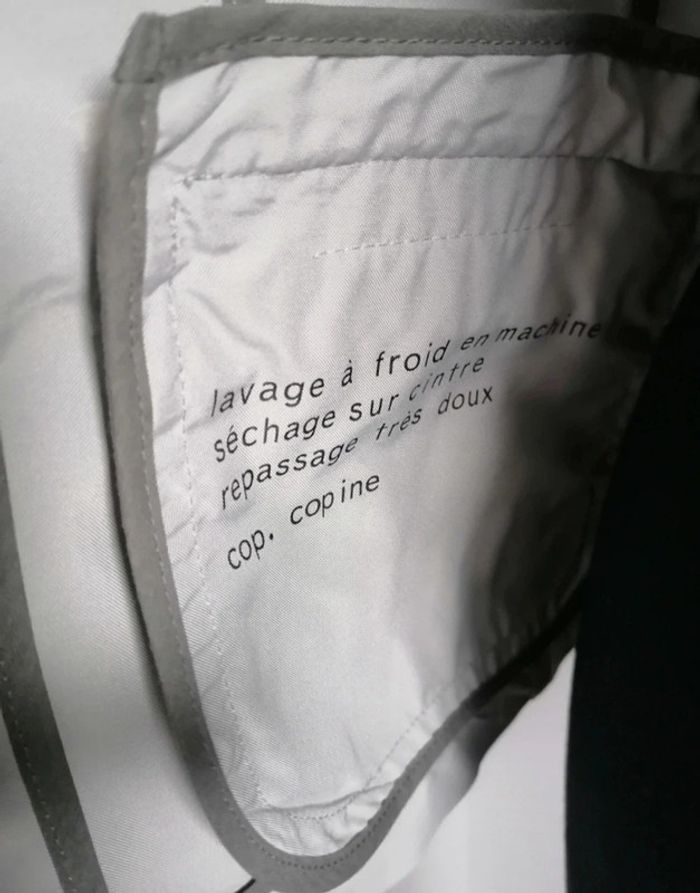 lavage à froid en machine
séchage sur cintre
repassage très doux
cop. copine